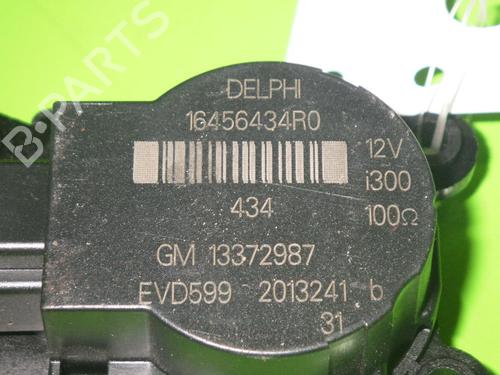 DELPHI
16456434R0
12V
i300
434
100Ω
GM 13372987
EVD599 2013241 b
31
B-PARTS